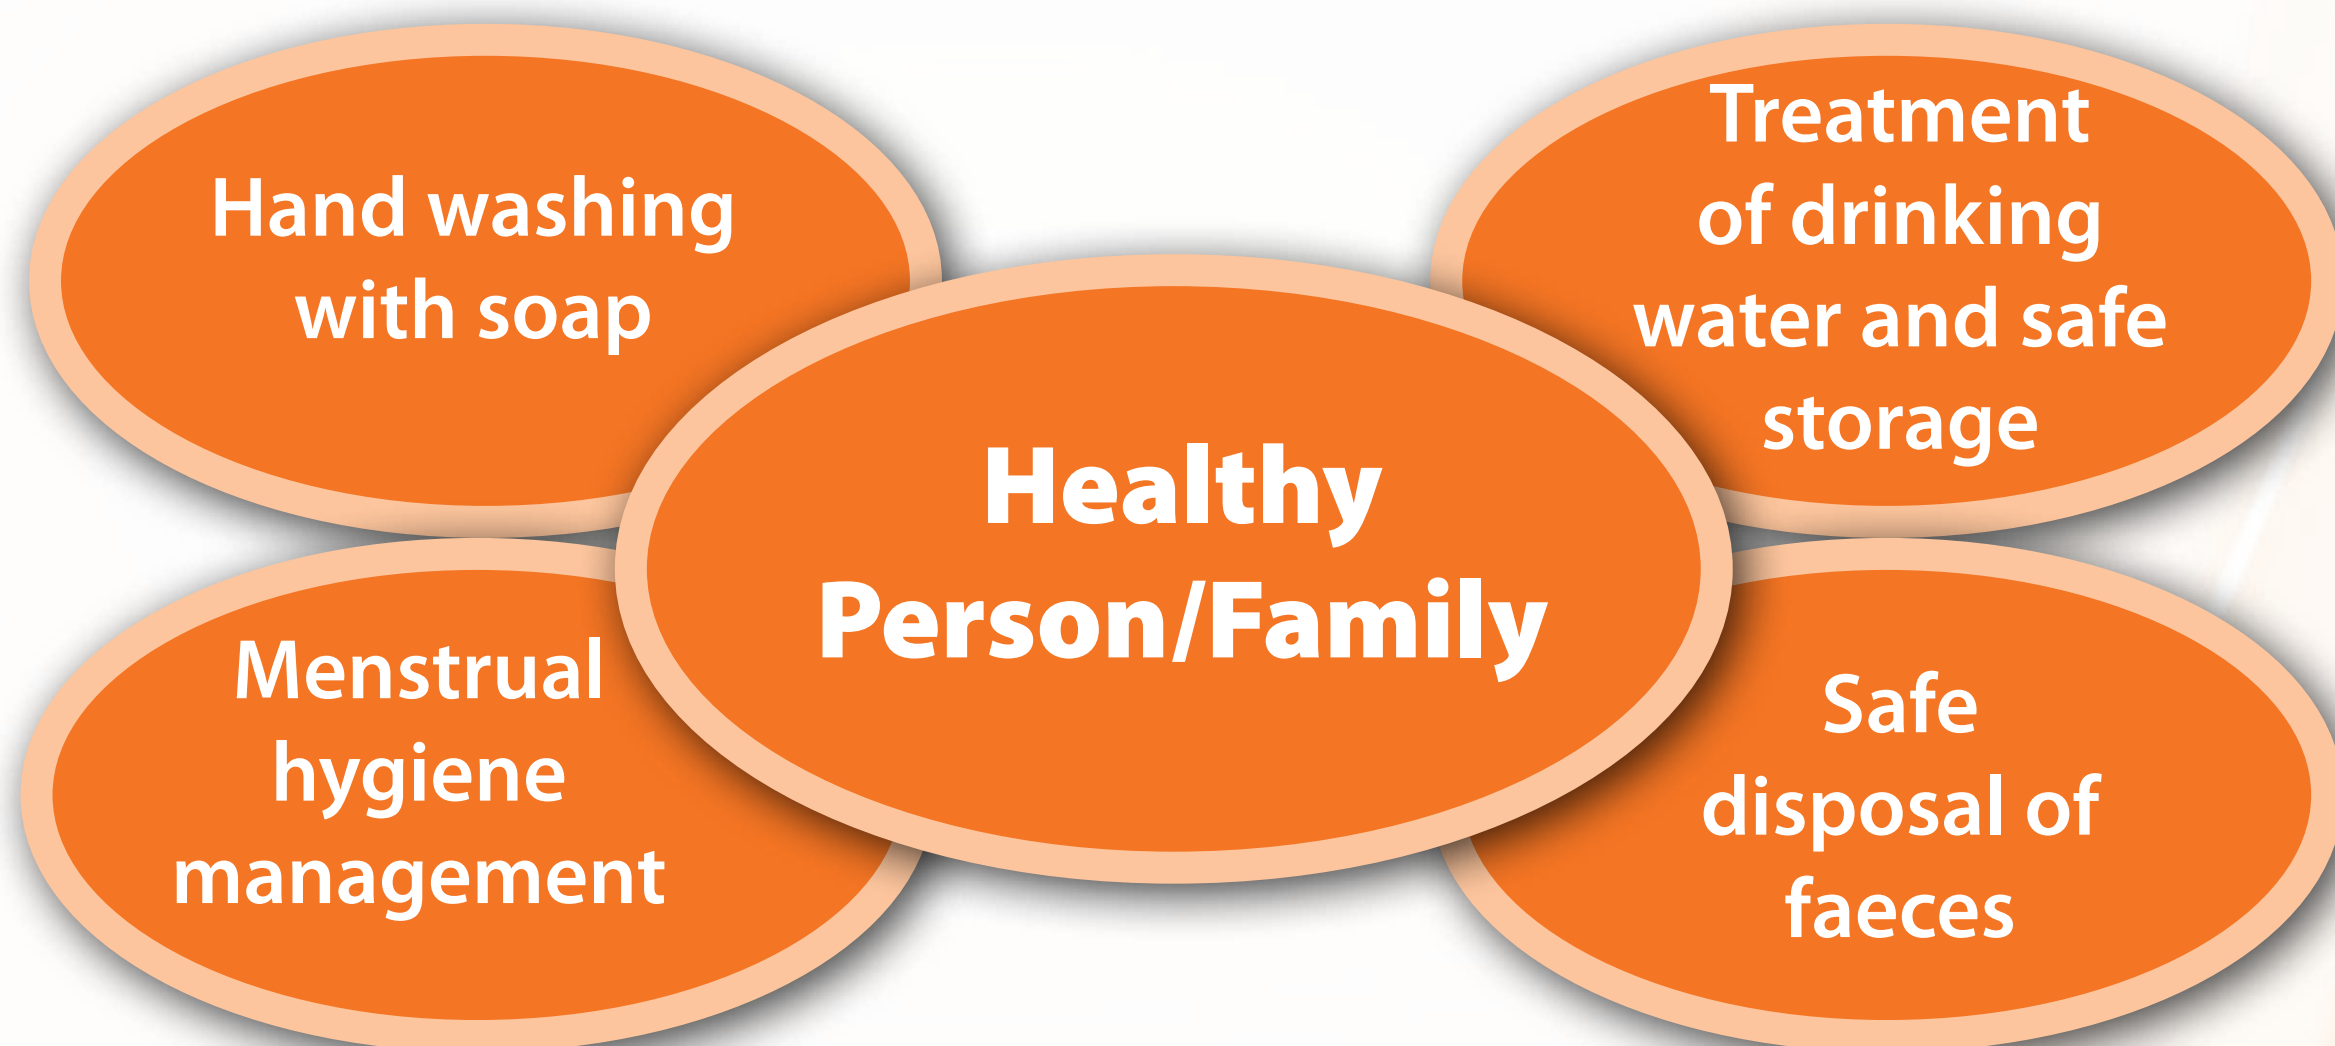 Hand washing
with soap
Treatment
of drinking
water and safe
storage
Healthy
Person/Family
Menstrual
hygiene
management
Safe
disposal of
faeces